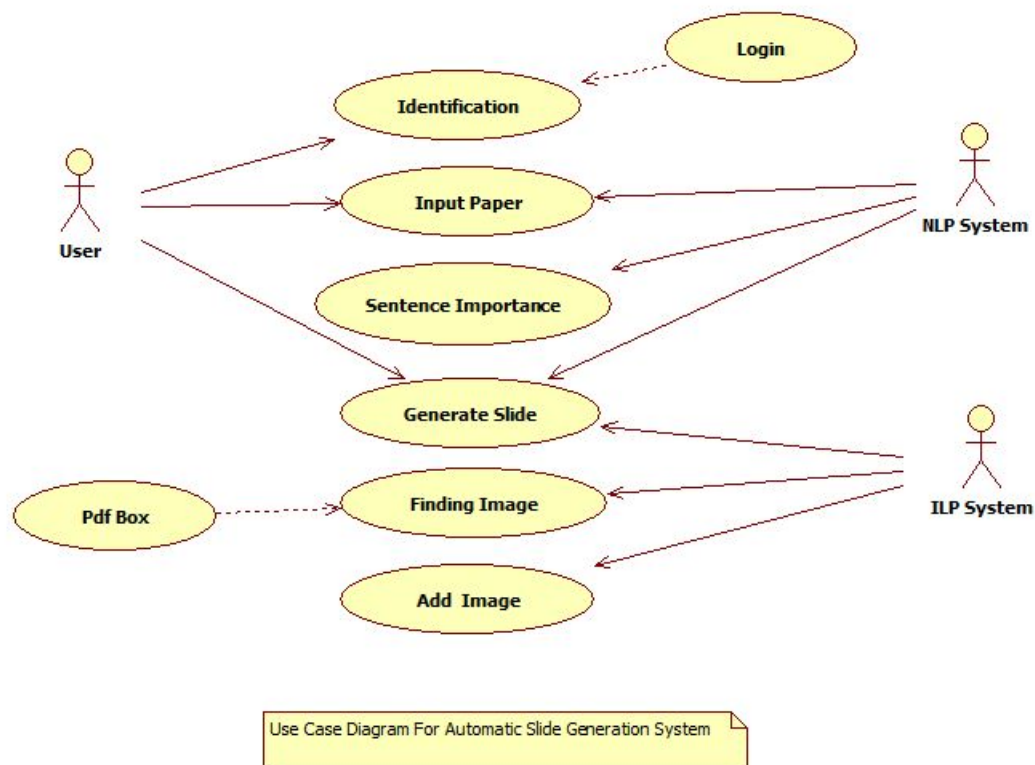 Login
Identification
Input Paper
User
NLP System
Sentence Importance
Generate Slide
Pdf Box
Finding Image
ILP System
Add Image
Use Case Diagram For Automatic Slide Generation System